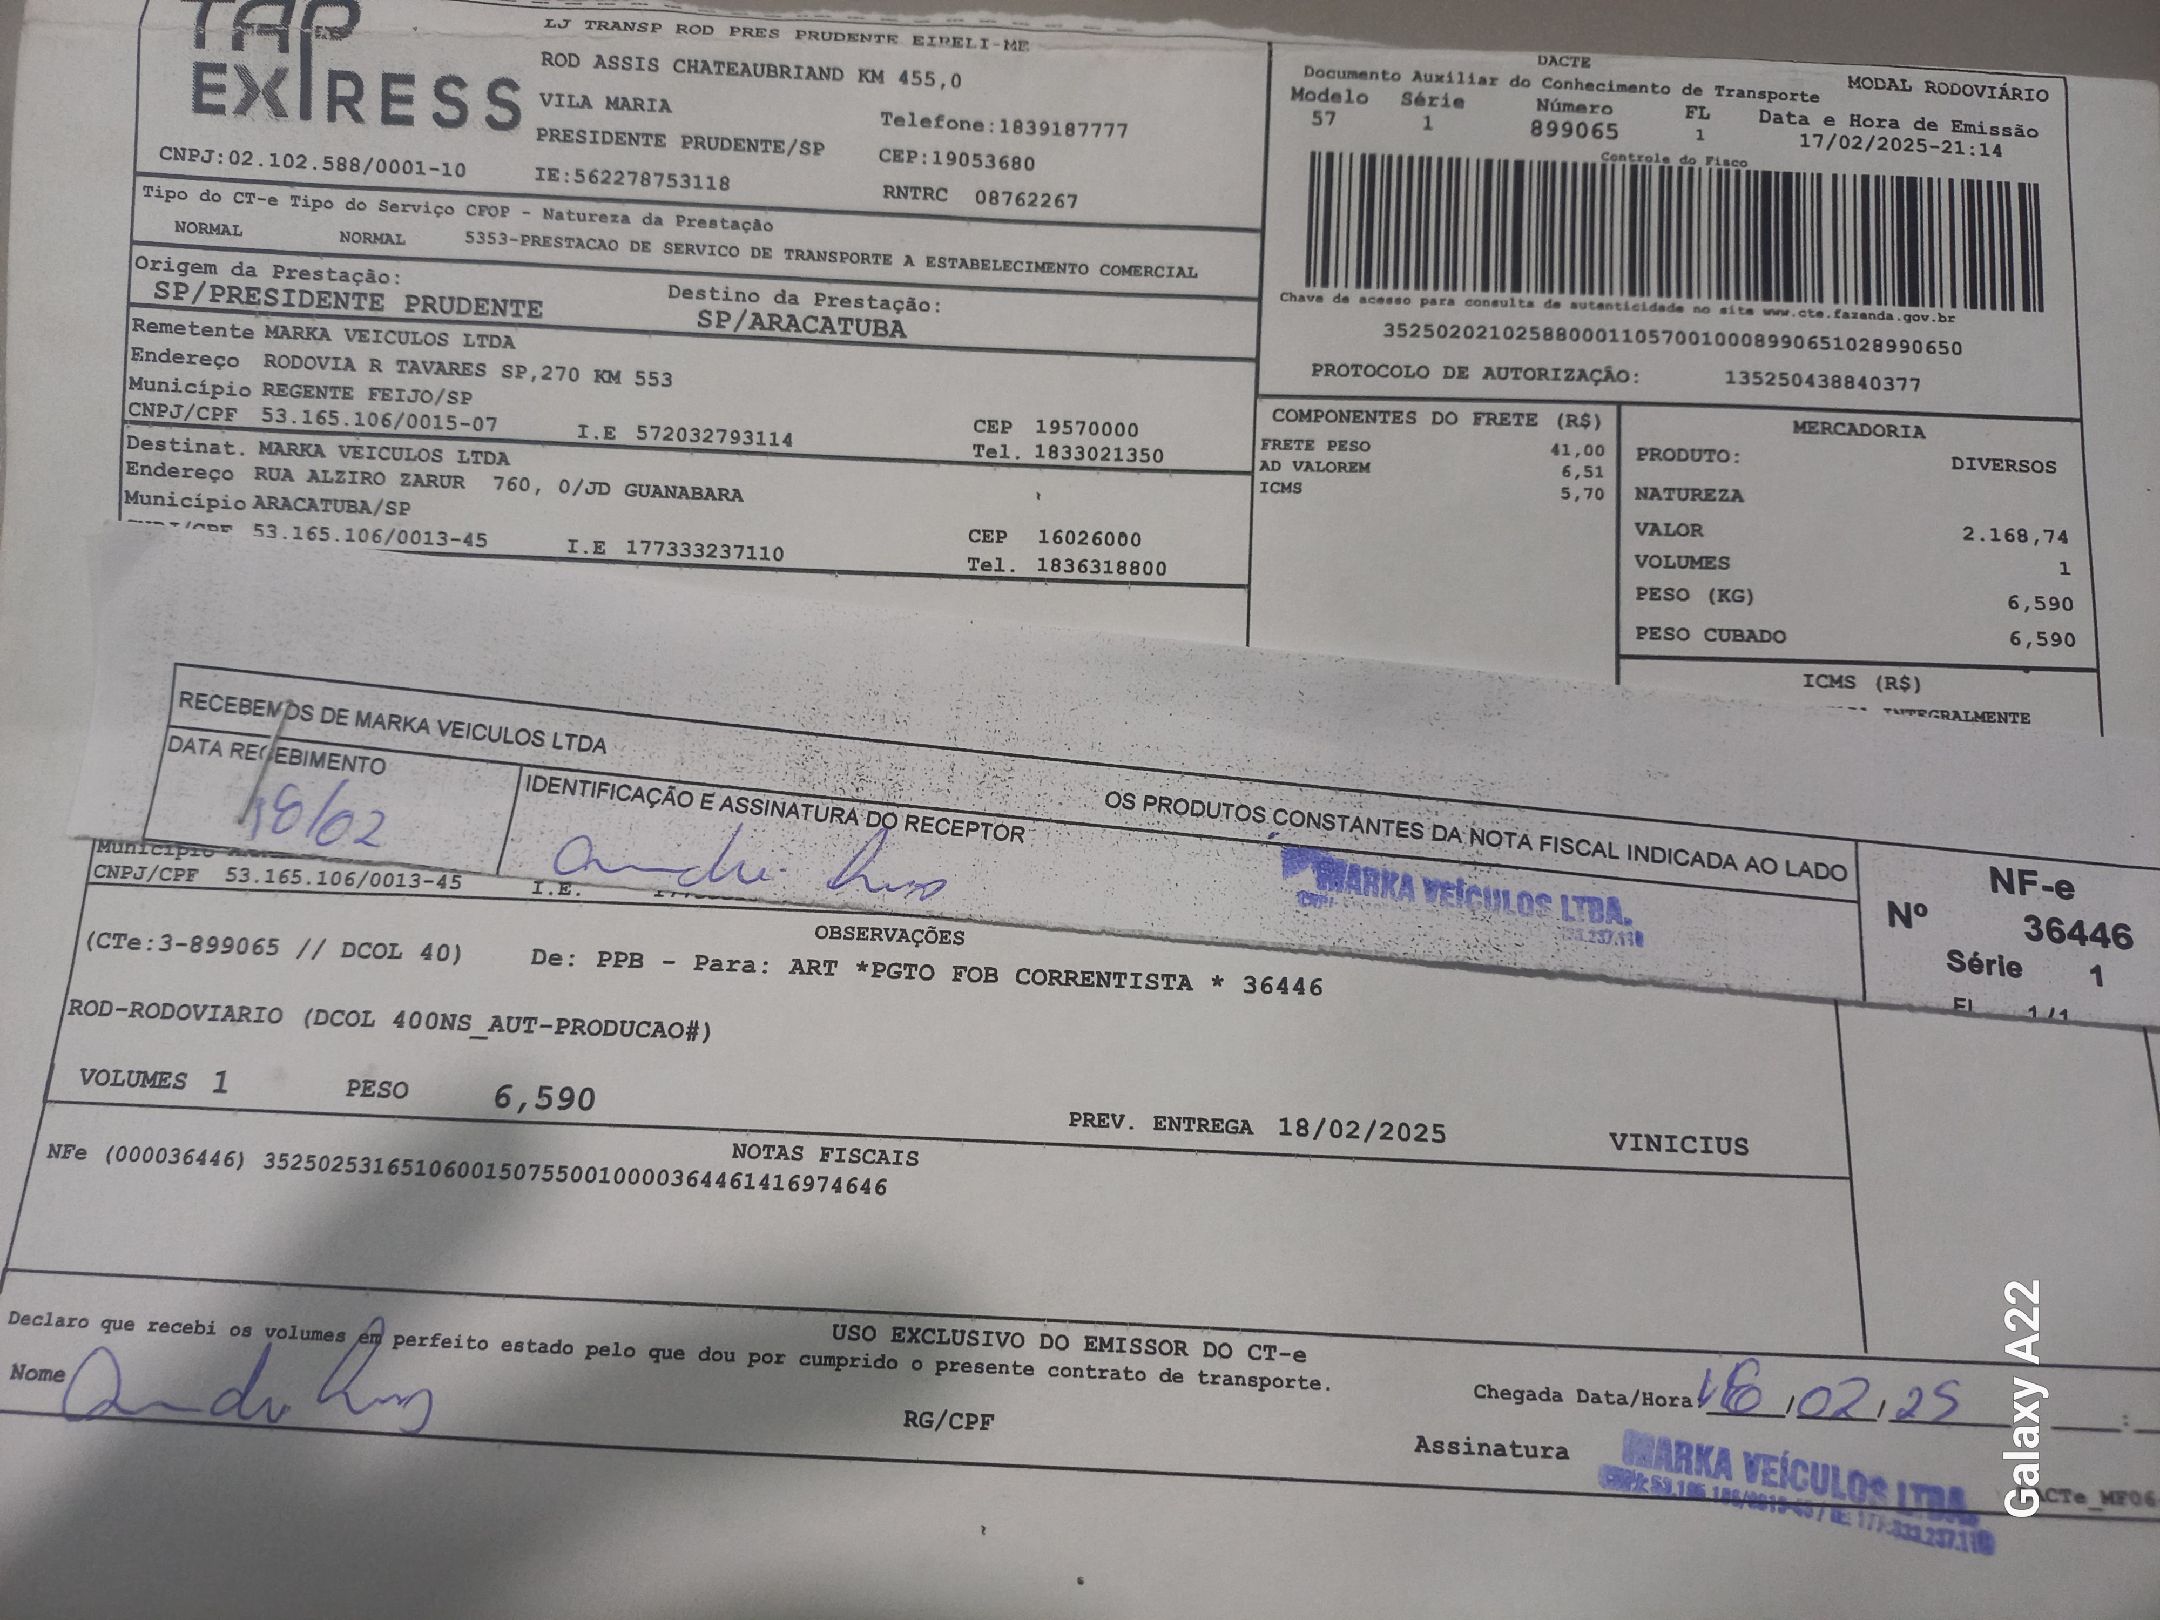 TAP
EXPRESS
LJ TRANSP ROD PRES PRUDENTE EIRELI-ME
ROD ASSIS CHATEAUBRIAND KM 455,0
VILA MARIA
Telefone:1839187777
PRESIDENTE PRUDENTE/SP
CEP:19053680
CNPJ:02.102.588/0001-10
IE:562278753118
RNTRC 08762267
DACTE
Documento Auxiliar do Conhecimento de Transporte
MODAL RODOVIÁRIO
Modelo Série Número FL Data e Hora de Emissão
57 1 899065 1 17/02/2025-21:14
Controle do Fisco
Chave de acesso para consulta de autenticidade no site www.cte.fazenda.gov.br
35250202102588000110570010008990651028990650
PROTOCOLO DE AUTORIZAÇÃO: 135250438840377
Tipo do CT-e Tipo do Serviço CFOP - Natureza da Prestação
NORMAL NORMAL 5353-PRESTACAO DE SERVICO DE TRANSPORTE A ESTABELECIMENTO COMERCIAL
Origem da Prestação:
SP/PRESIDENTE PRUDENTE
Destino da Prestação:
SP/ARACATUBA
Remetente MARKA VEICULOS LTDA
Endereço RODOVIA R TAVARES SP,270 KM 553
Município REGENTE FEIJO/SP
CEP 19570000
CNPJ/CPF 53.165.106/0015-07 I.E 572032793114
Tel. 1833021350
Destinat. MARKA VEICULOS LTDA
Endereço RUA ALZIRO ZARUR 760, 0/JD GUANABARA
Município ARACATUBA/SP
CEP 16026000
CNPJ/CPF 53.165.106/0013-45 I.E 177333237110
Tel. 1836318800
COMPONENTES DO FRETE (R$)
FRETE PESO 41,00
AD VALOREM 6,51
ICMS 5,70
MERCADORIA
PRODUTO: DIVERSOS
NATUREZA
VALOR 2.168,74
VOLUMES 1
PESO (KG) 6,590
PESO CUBADO 6,590
ICMS (R$)
INTEGRALMENTE
RECEBEMOS DE MARKA VEICULOS LTDA
OS PRODUTOS CONSTANTES DA NOTA FISCAL INDICADA AO LADO
DATA RECEBIMENTO
18/02
IDENTIFICAÇÃO E ASSINATURA DO RECEPTOR
MARKA VEÍCULOS LTDA.
NF-e
Nº 36446
Série 1
FL 1/1
Município
CNPJ/CPF 53.165.106/0013-45 I.E.
OBSERVAÇÕES
(CTe:3-899065 // DCOL 40) De: PPB - Para: ART *PGTO FOB CORRENTISTA * 36446
ROD-RODOVIARIO (DCOL 400NS_AUT-PRODUCAO#)
VOLUMES 1 PESO 6,590
PREV. ENTREGA 18/02/2025 VINICIUS
NOTAS FISCAIS
NFe (000036446) 35250253165106001507550010000364461416974646
USO EXCLUSIVO DO EMISSOR DO CT-e
Declaro que recebi os volumes em perfeito estado pelo que dou por cumprido o presente contrato de transporte.
Nome
RG/CPF
Chegada Data/Hora 18/02/25 :
Assinatura
MARKA VEÍCULOS LTDA.
Galaxy A22